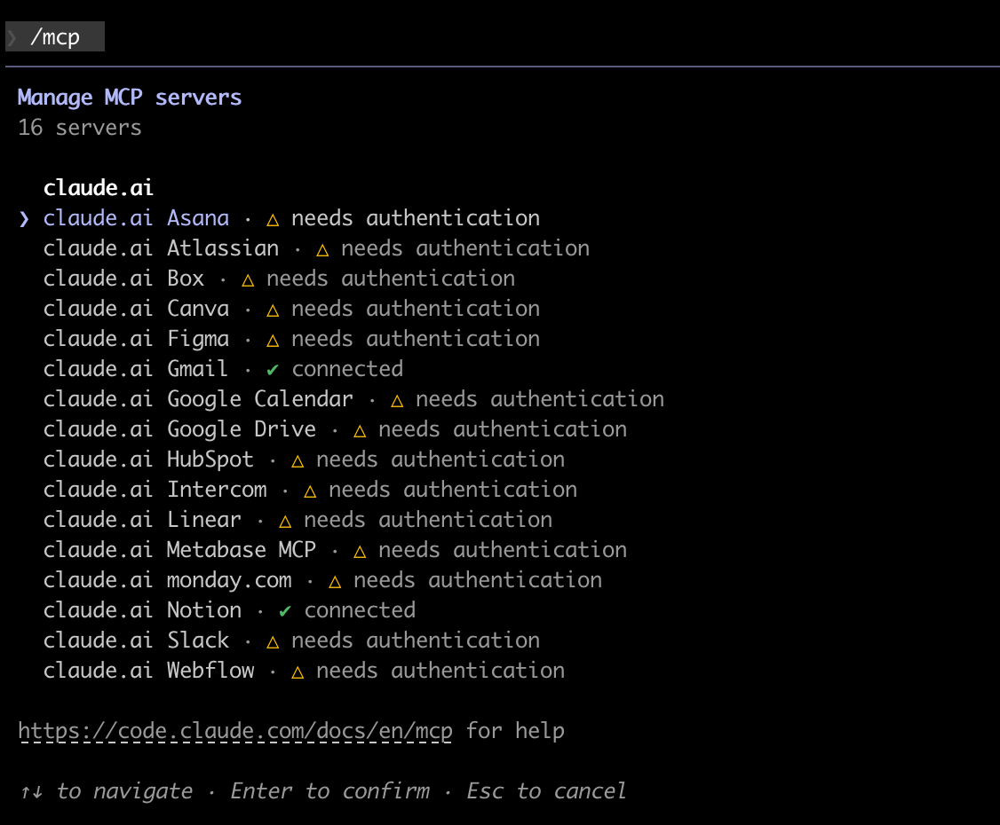 ❯ /mcp
Manage MCP servers
16 servers
claude.ai
❯ claude.ai Asana · △ needs authentication
claude.ai Atlassian · △ needs authentication
claude.ai Box · △ needs authentication
claude.ai Canva · △ needs authentication
claude.ai Figma · △ needs authentication
claude.ai Gmail · ✔ connected
claude.ai Google Calendar · △ needs authentication
claude.ai Google Drive · △ needs authentication
claude.ai HubSpot · △ needs authentication
claude.ai Intercom · △ needs authentication
claude.ai Linear · △ needs authentication
claude.ai Metabase MCP · △ needs authentication
claude.ai monday.com · △ needs authentication
claude.ai Notion · ✔ connected
claude.ai Slack · △ needs authentication
claude.ai Webflow · △ needs authentication
https://code.claude.com/docs/en/mcp for help
↑↓ to navigate · Enter to confirm · Esc to cancel